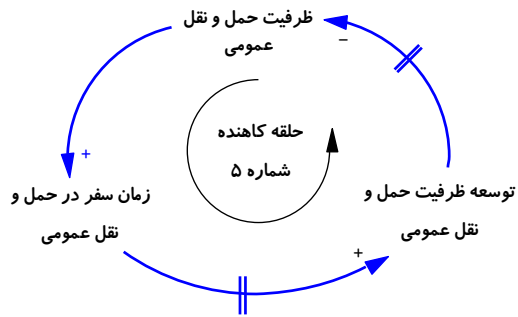 ظرفیت حمل و نقل
عمومی
–
+
حلقه کاهنده
شماره ۵
زمان سفر در حمل و
نقل عمومی
توسعه ظرفیت حمل و
نقل عمومی
+